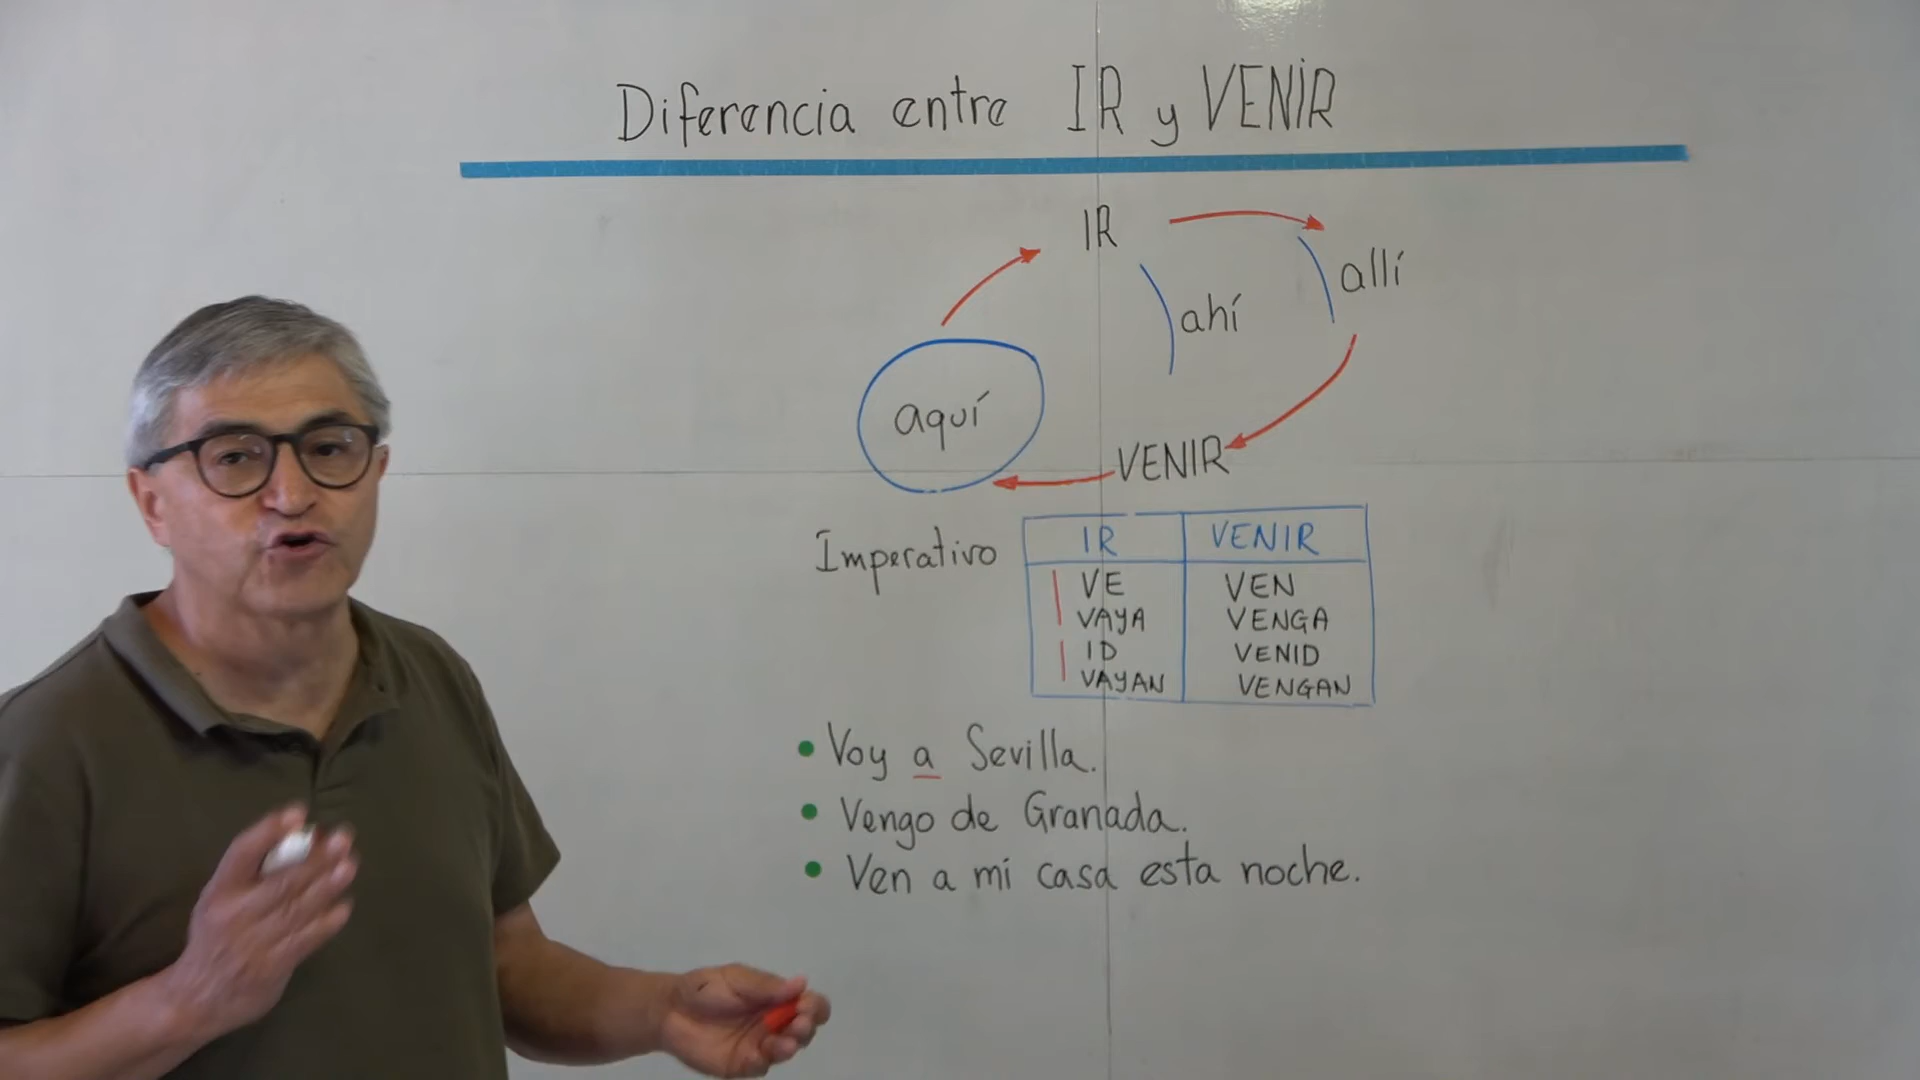 Diferencia entre IR y VENIR
IR
allí
ahí
aquí
VENIR
Imperativo
IR VENIR
VE VEN
VAYA VENGA
ID VENID
VAYAN VENGAN
• Voy a Sevilla.
• Vengo de Granada.
• Ven a mi casa esta noche.